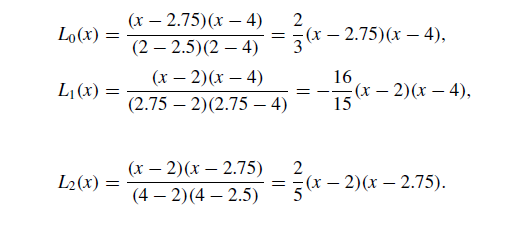 L₀(x) = (x − 2.75)(x − 4) / (2 − 2.5)(2 − 4) = 2/3 (x − 2.75)(x − 4),
L₁(x) = (x − 2)(x − 4) / (2.75 − 2)(2.75 − 4) = −16/15 (x − 2)(x − 4),
L₂(x) = (x − 2)(x − 2.75) / (4 − 2)(4 − 2.5) = 2/5 (x − 2)(x − 2.75).